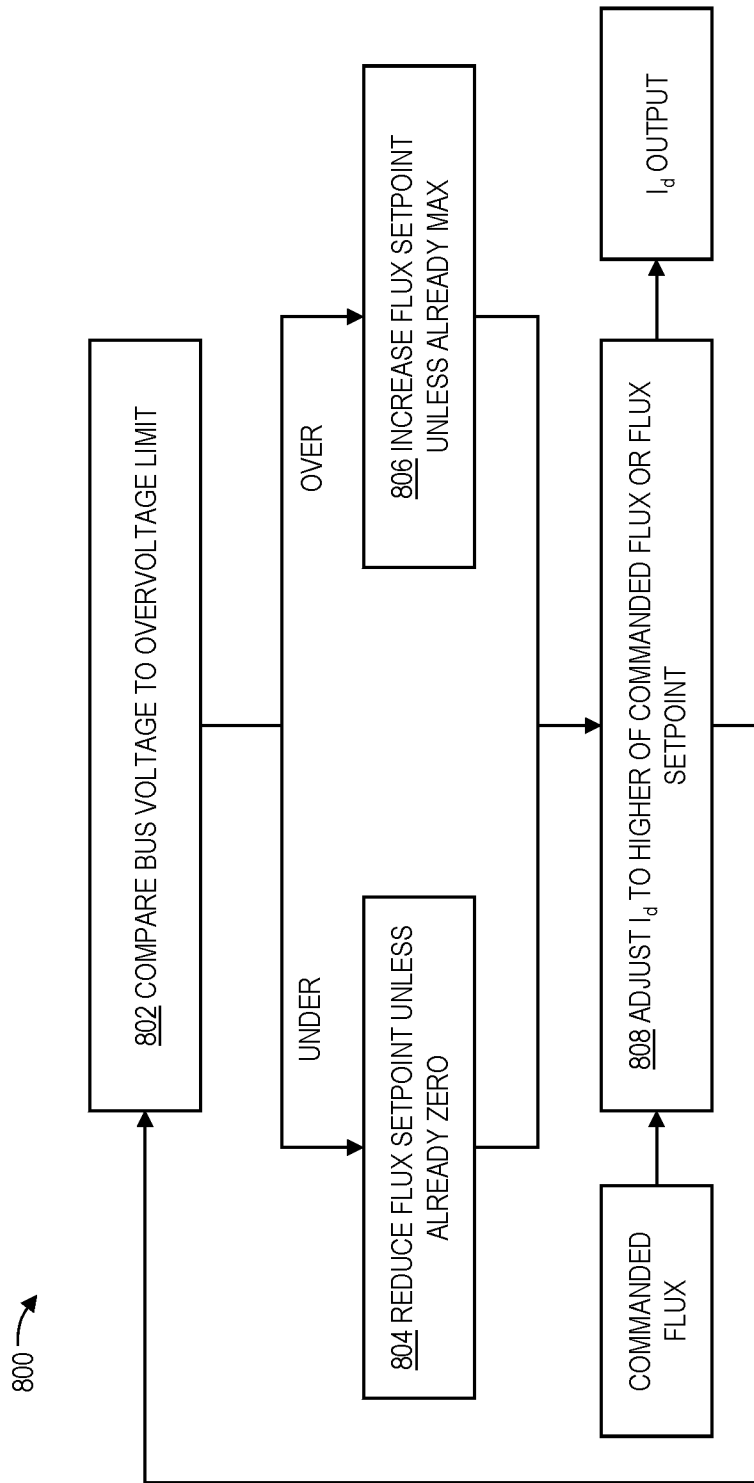 800
802 COMPARE BUS VOLTAGE TO OVERVOLTAGE LIMIT
UNDER
OVER
804 REDUCE FLUX SETPOINT UNLESS
ALREADY ZERO
806 INCREASE FLUX SETPOINT
UNLESS ALREADY MAX
COMMANDED
FLUX
808 ADJUST Id TO HIGHER OF COMMANDED FLUX OR FLUX
SETPOINT
Id OUTPUT